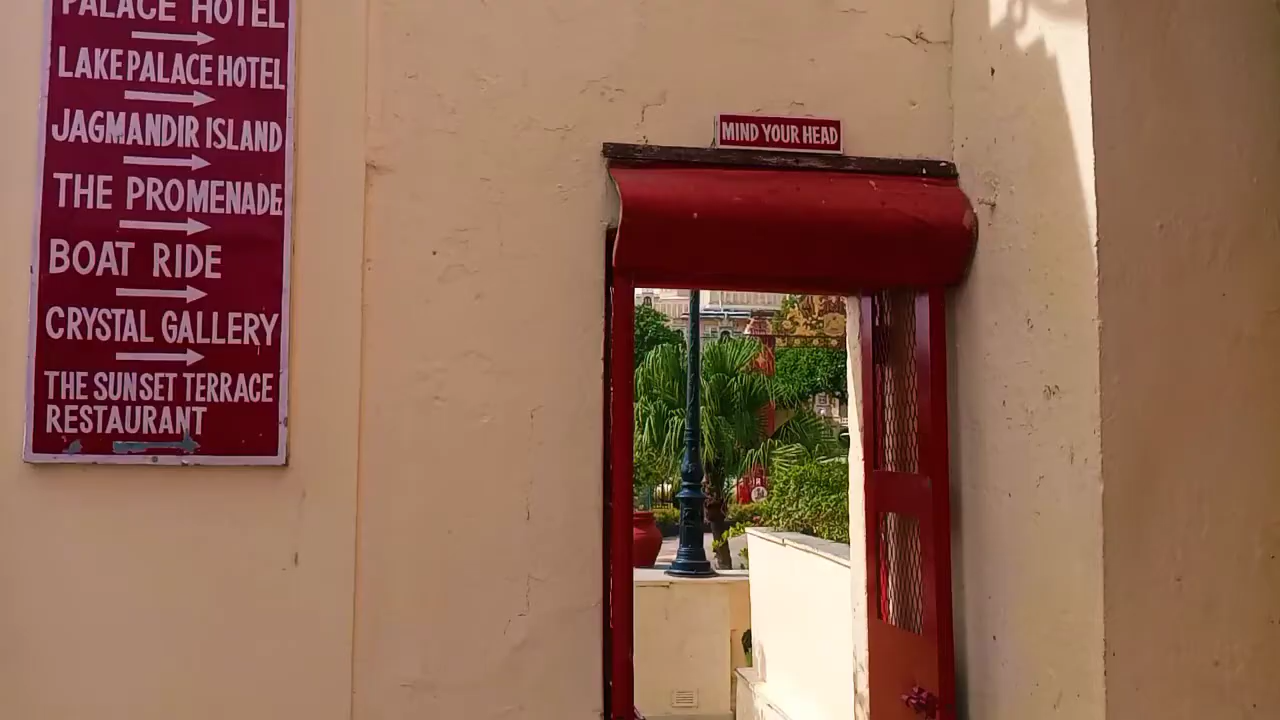 PALACE HOTEL
LAKE PALACE HOTEL
JAGMANDIR ISLAND
THE PROMENADE
BOAT RIDE
CRYSTAL GALLERY
THE SUNSET TERRACE
RESTAURANT
MIND YOUR HEAD